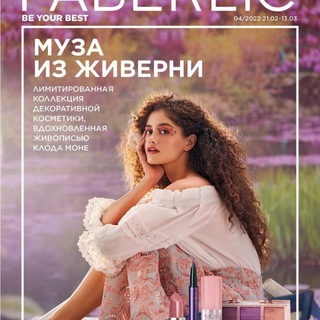 FABERLIC
BE YOUR BEST
04/2022 21.02-13.03
МУЗА
ИЗ ЖИВЕРНИ
ЛИМИТИРОВАННАЯ
КОЛЛЕКЦИЯ
ДЕКОРАТИВНОЙ
КОСМЕТИКИ,
ВДОХНОВЛЕННАЯ
ЖИВОПИСЬЮ
КЛОДА МОНЕ